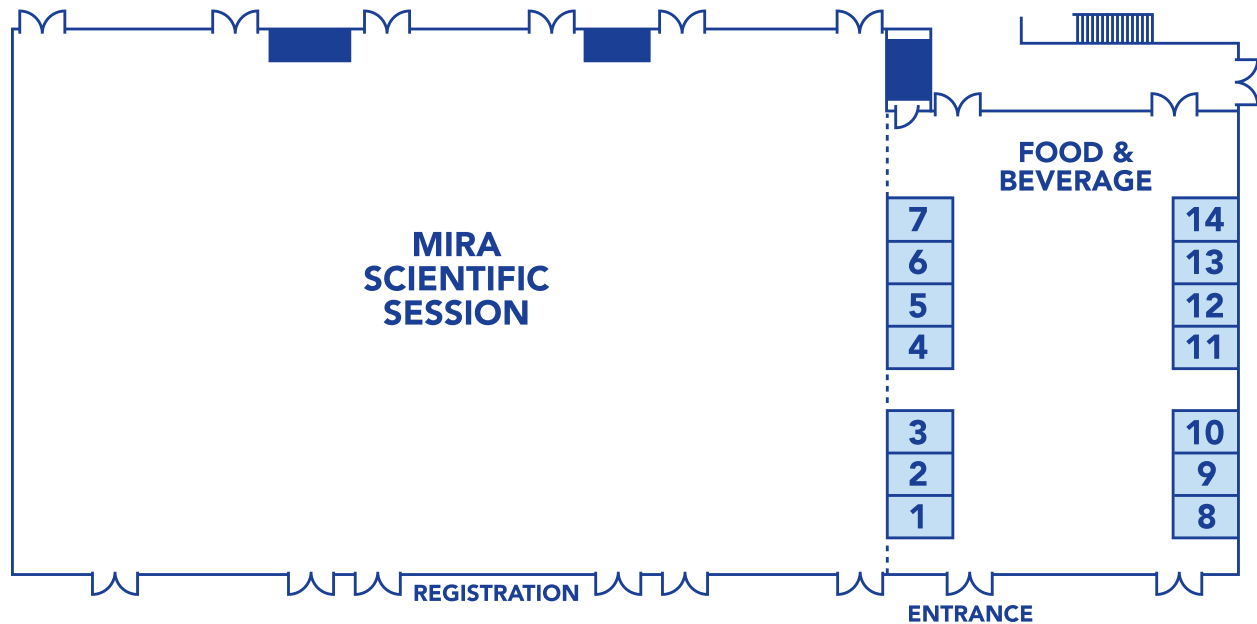 FOOD &
BEVERAGE
MIRA
SCIENTIFIC
SESSION
7
6
5
4
3
2
1
14
13
12
11
10
9
8
REGISTRATION
ENTRANCE